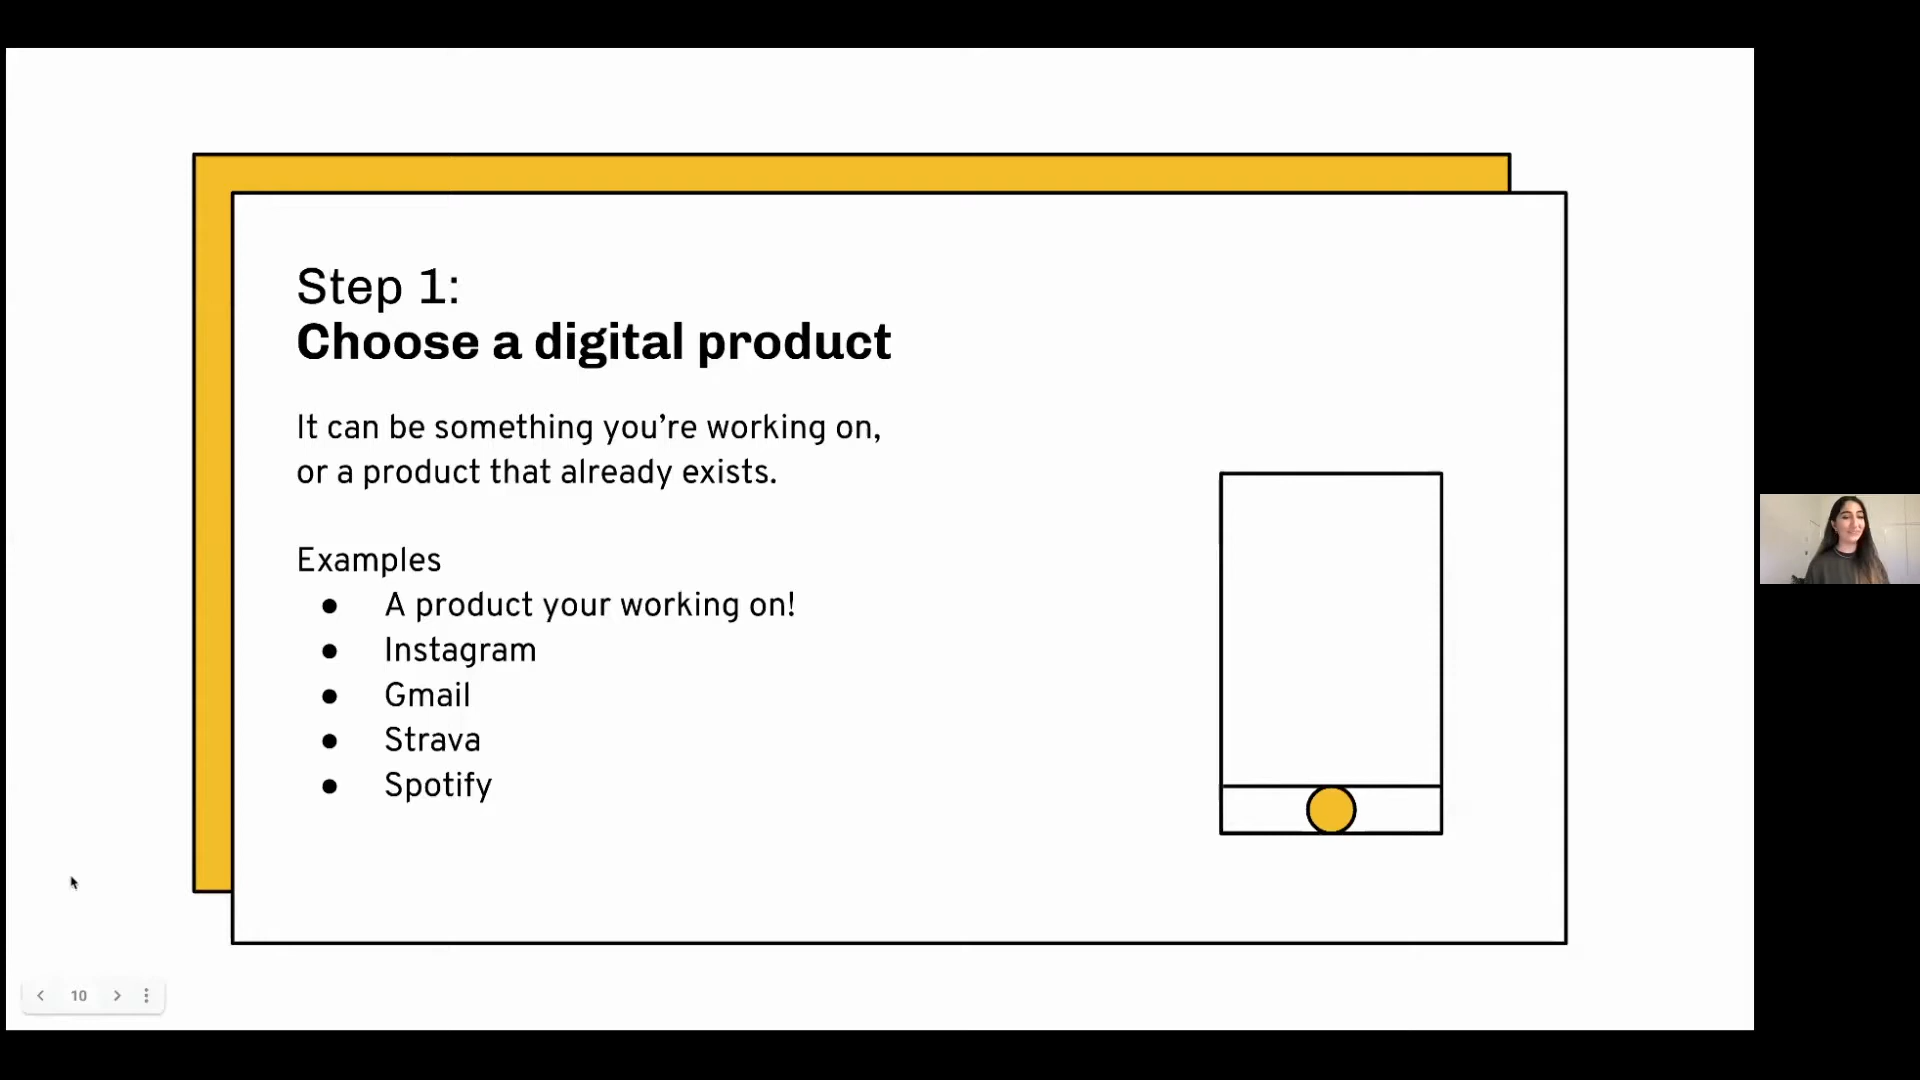 Step 1:
Choose a digital product
It can be something you’re working on,
or a product that already exists.
Examples
● A product your working on!
● Instagram
● Gmail
● Strava
● Spotify
10